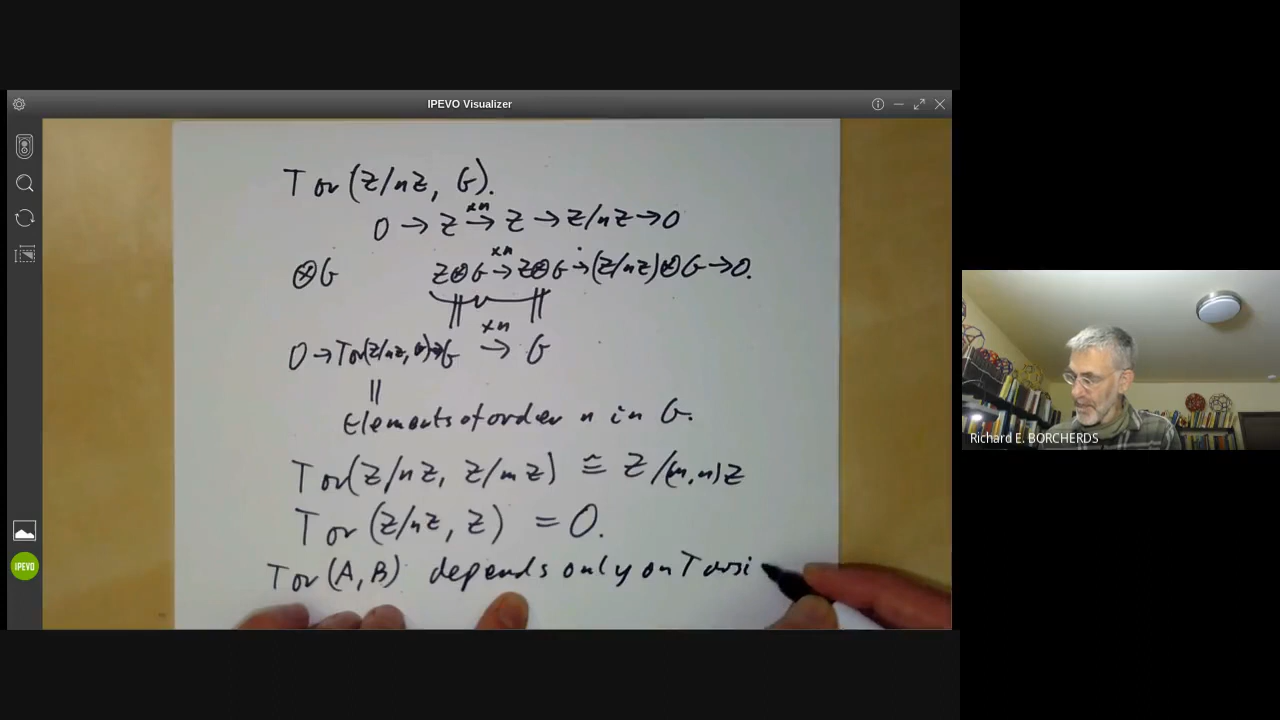 IPEVO Visualizer
Tor(Z/nZ, G).
0 → Z ×n→ Z → Z/nZ → 0
⊗G Z⊗G ×n→ Z⊗G → (Z/nZ)⊗G → 0.
0 → Tor(Z/nZ, G) → G ×n→ G
Elements of order n in G.
Tor(Z/nZ, Z/mZ) ≅ Z/(m,n)Z
Tor(Z/nZ, Z) = 0.
Tor(A,B) depends only on Torsi
IPEVO
Richard E. BORCHERDS